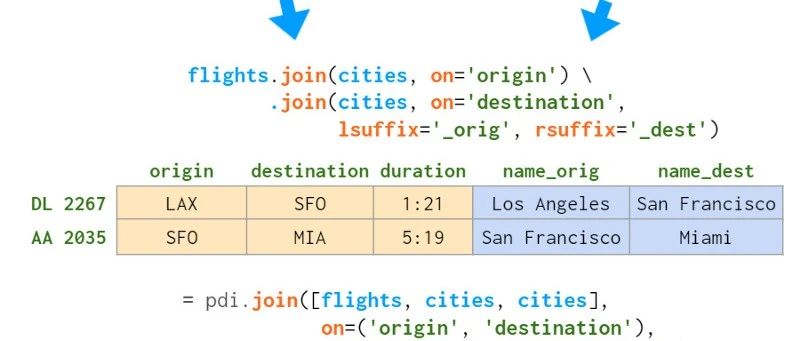 flights.join(cities, on='origin') \
.join(cities, on='destination',
lsuffix='_orig', rsuffix='_dest')
origin destination duration name_orig name_dest
DL 2267 LAX SFO 1:21 Los Angeles San Francisco
AA 2035 SFO MIA 5:19 San Francisco Miami
= pdi.join([flights, cities, cities],
on=('origin', 'destination'),